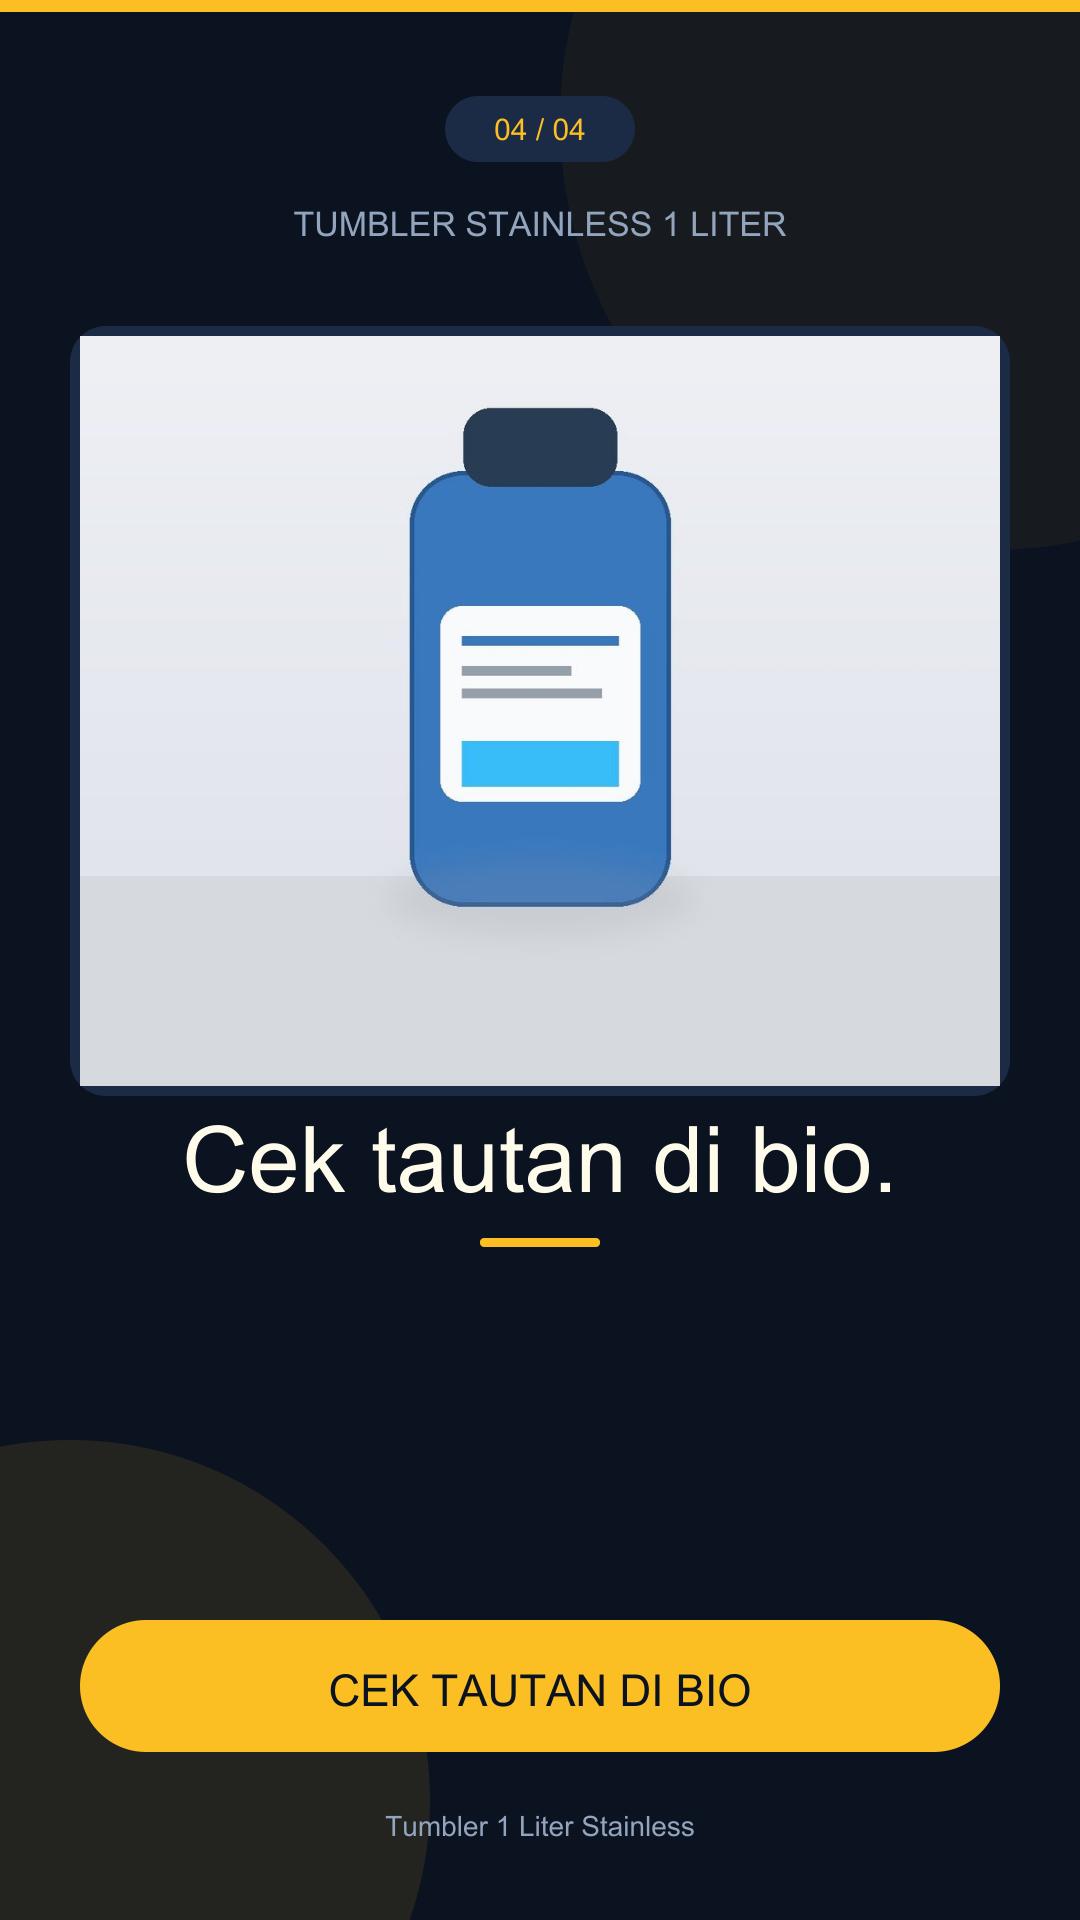 04 / 04
TUMBLER STAINLESS 1 LITER
Cek tautan di bio.
CEK TAUTAN DI BIO
Tumbler 1 Liter Stainless